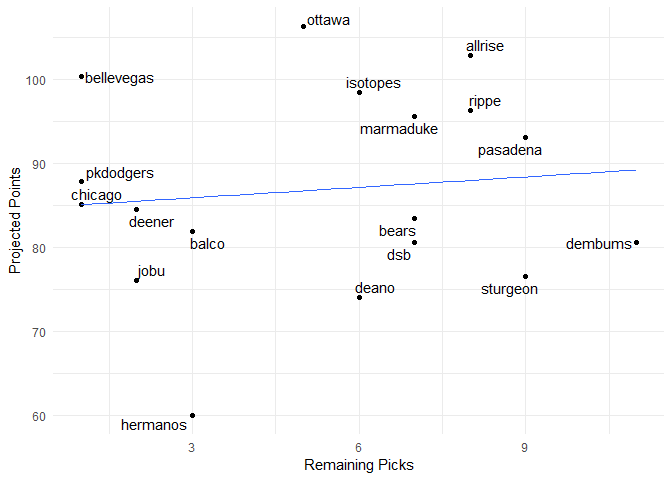 ottawa
allrise
100
bellevegas
isotopes
rippe
marmaduke
pasadena
90
pkdodgers
chicago
deener
bears
80
balco
dsb
dembums
jobu
deano
sturgeon
70
60
hermanos
3
6
9
Remaining Picks
Projected Points